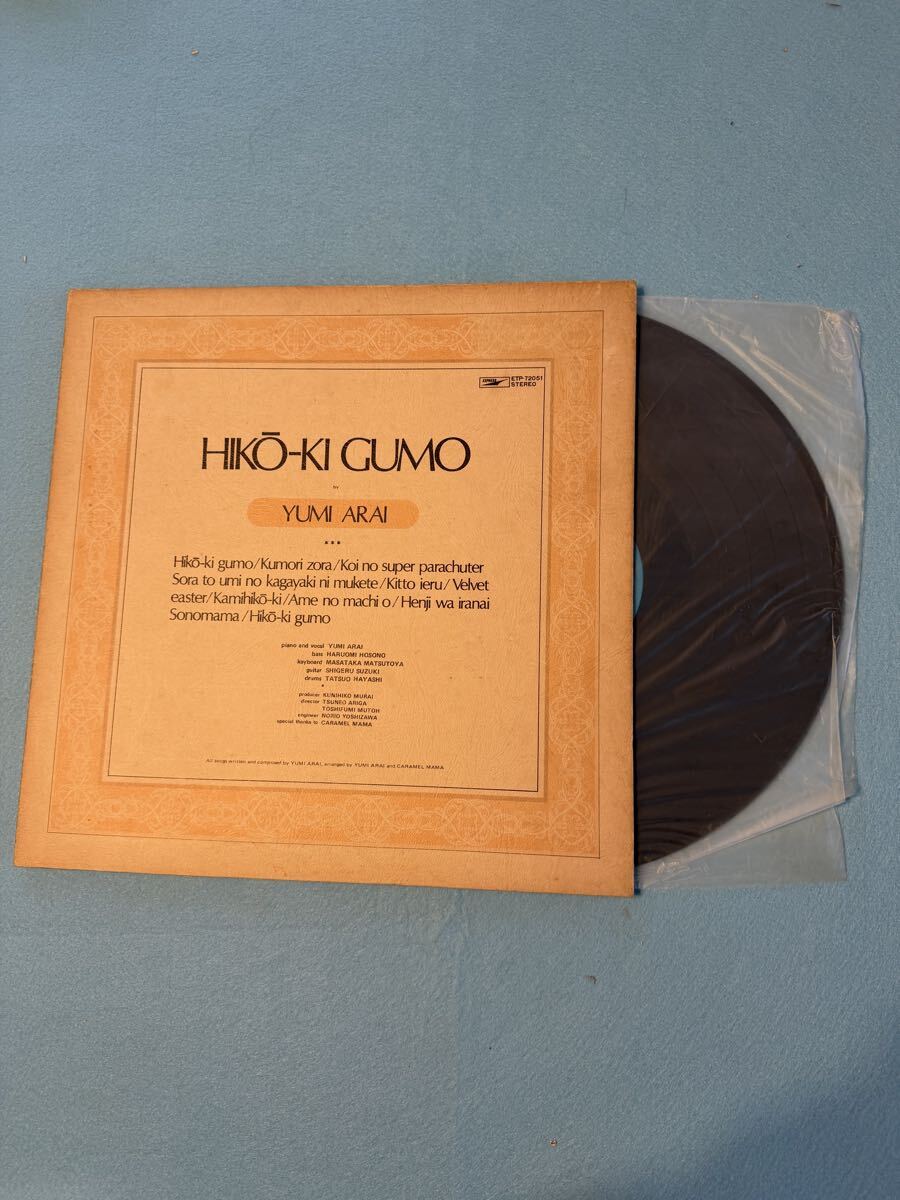 EXPRESS ETP-72051
STEREO
HIKŌ-KI GUMO
by
YUMI ARAI
***
Hikō-ki gumo/Kumori zora/Koi no super parachuter
Sora to umi no kagayaki ni mukete/Kitto ieru/Velvet
easter/Kamihikō-ki/Ame no machi o/Henji wa iranai
Sonomama/Hikō-ki gumo
piano and vocal YUMI ARAI
bass HARUOMI HOSONO
keyboard MASATAKA MATSUTOYA
guitar SHIGERU SUZUKI
drums TATSUO HAYASHI
*
producer KUNIHIKO MURAI
director TSUNEO ARIGA
TOSHIFUMI MUTOH
engineer NORIO YOSHIZAWA
special thanks to CARAMEL MAMA
All songs written and composed by YUMI ARAI, arranged by YUMI ARAI and CARAMEL MAMA